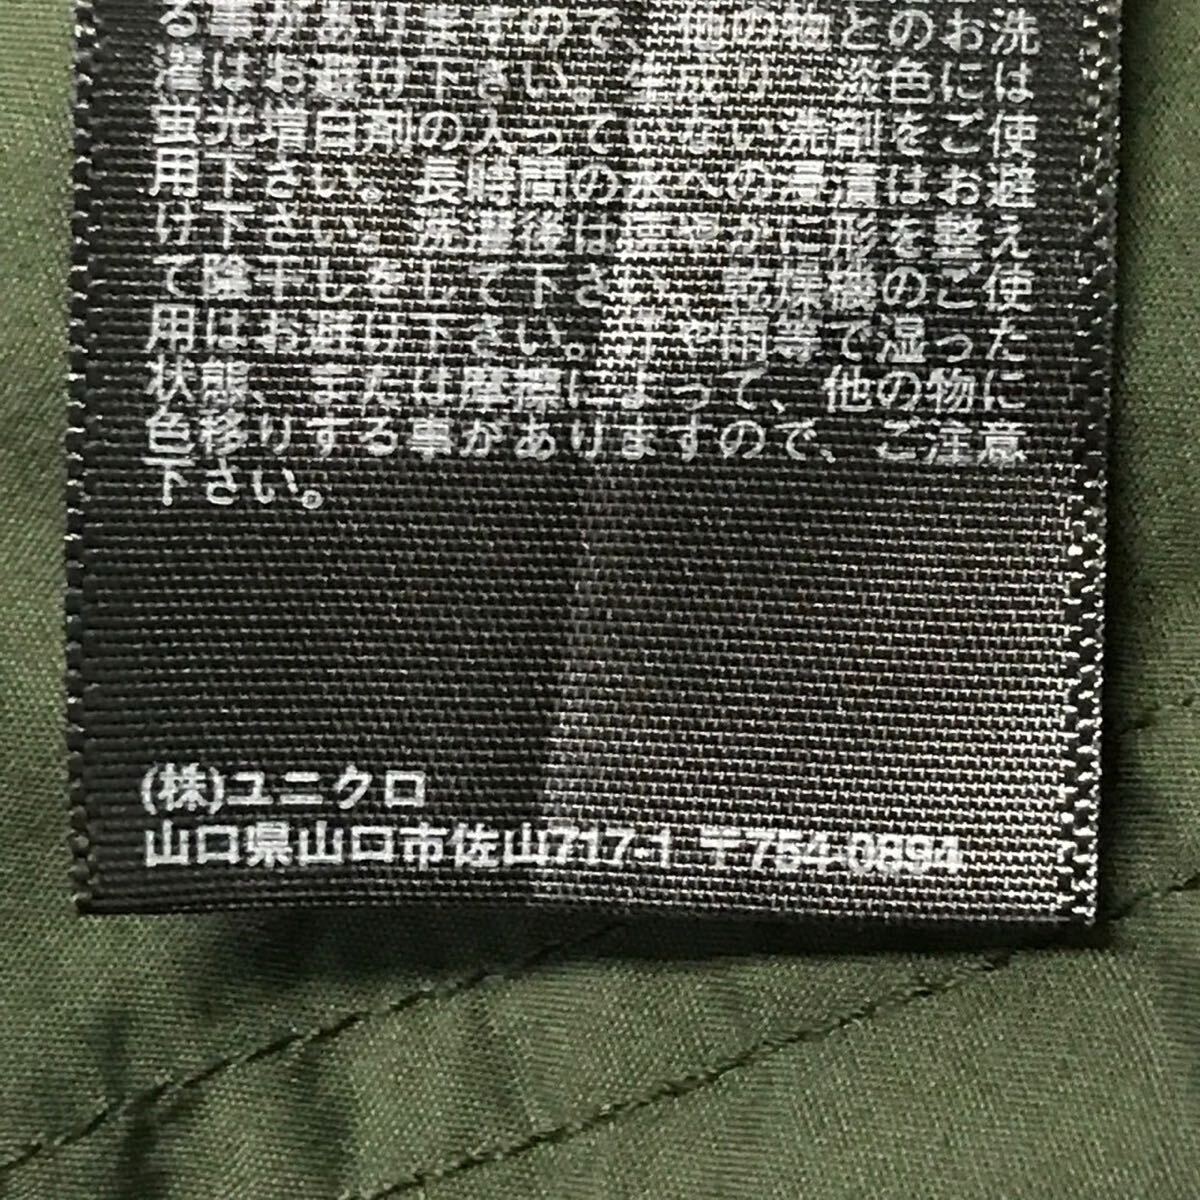 る事がありますので、他の物とのお洗
濯はお避け下さい。生成り・淡色には
蛍光増白剤の入っていない洗剤をご使
用下さい。長時間の水への浸漬はお避
け下さい。洗濯後は速やかに形を整え
て陰干しをして下さい。乾燥機のご使
用はお避け下さい。汗や雨等で湿った
状態、または摩擦によって、他の物に
色移りする事がありますので、ご注意
下さい。
(株)ユニクロ
山口県山口市佐山717-1 〒754-0894